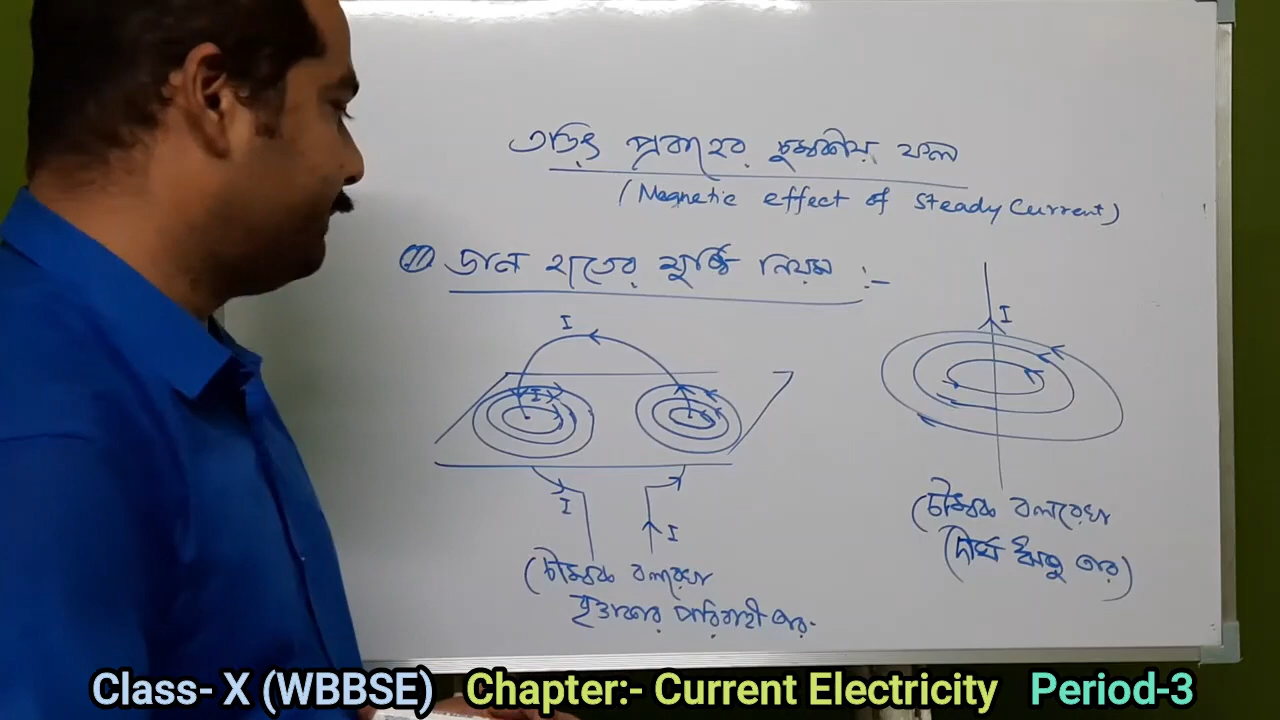 তড়িৎ প্রবাহের চুম্বকীয় ফল
(Magnetic effect of Steady Current)
II ডান হাতের মুষ্টি নিয়ম :-
I
I
I
I
I
(চৌম্বক বলরেখা
বৃত্তাকার পরিবাহী তার-
(চৌম্বক বলরেখা
(দীর্ঘ ঋজু তার)
Class- X (WBBSE) Chapter:- Current Electricity Period-3